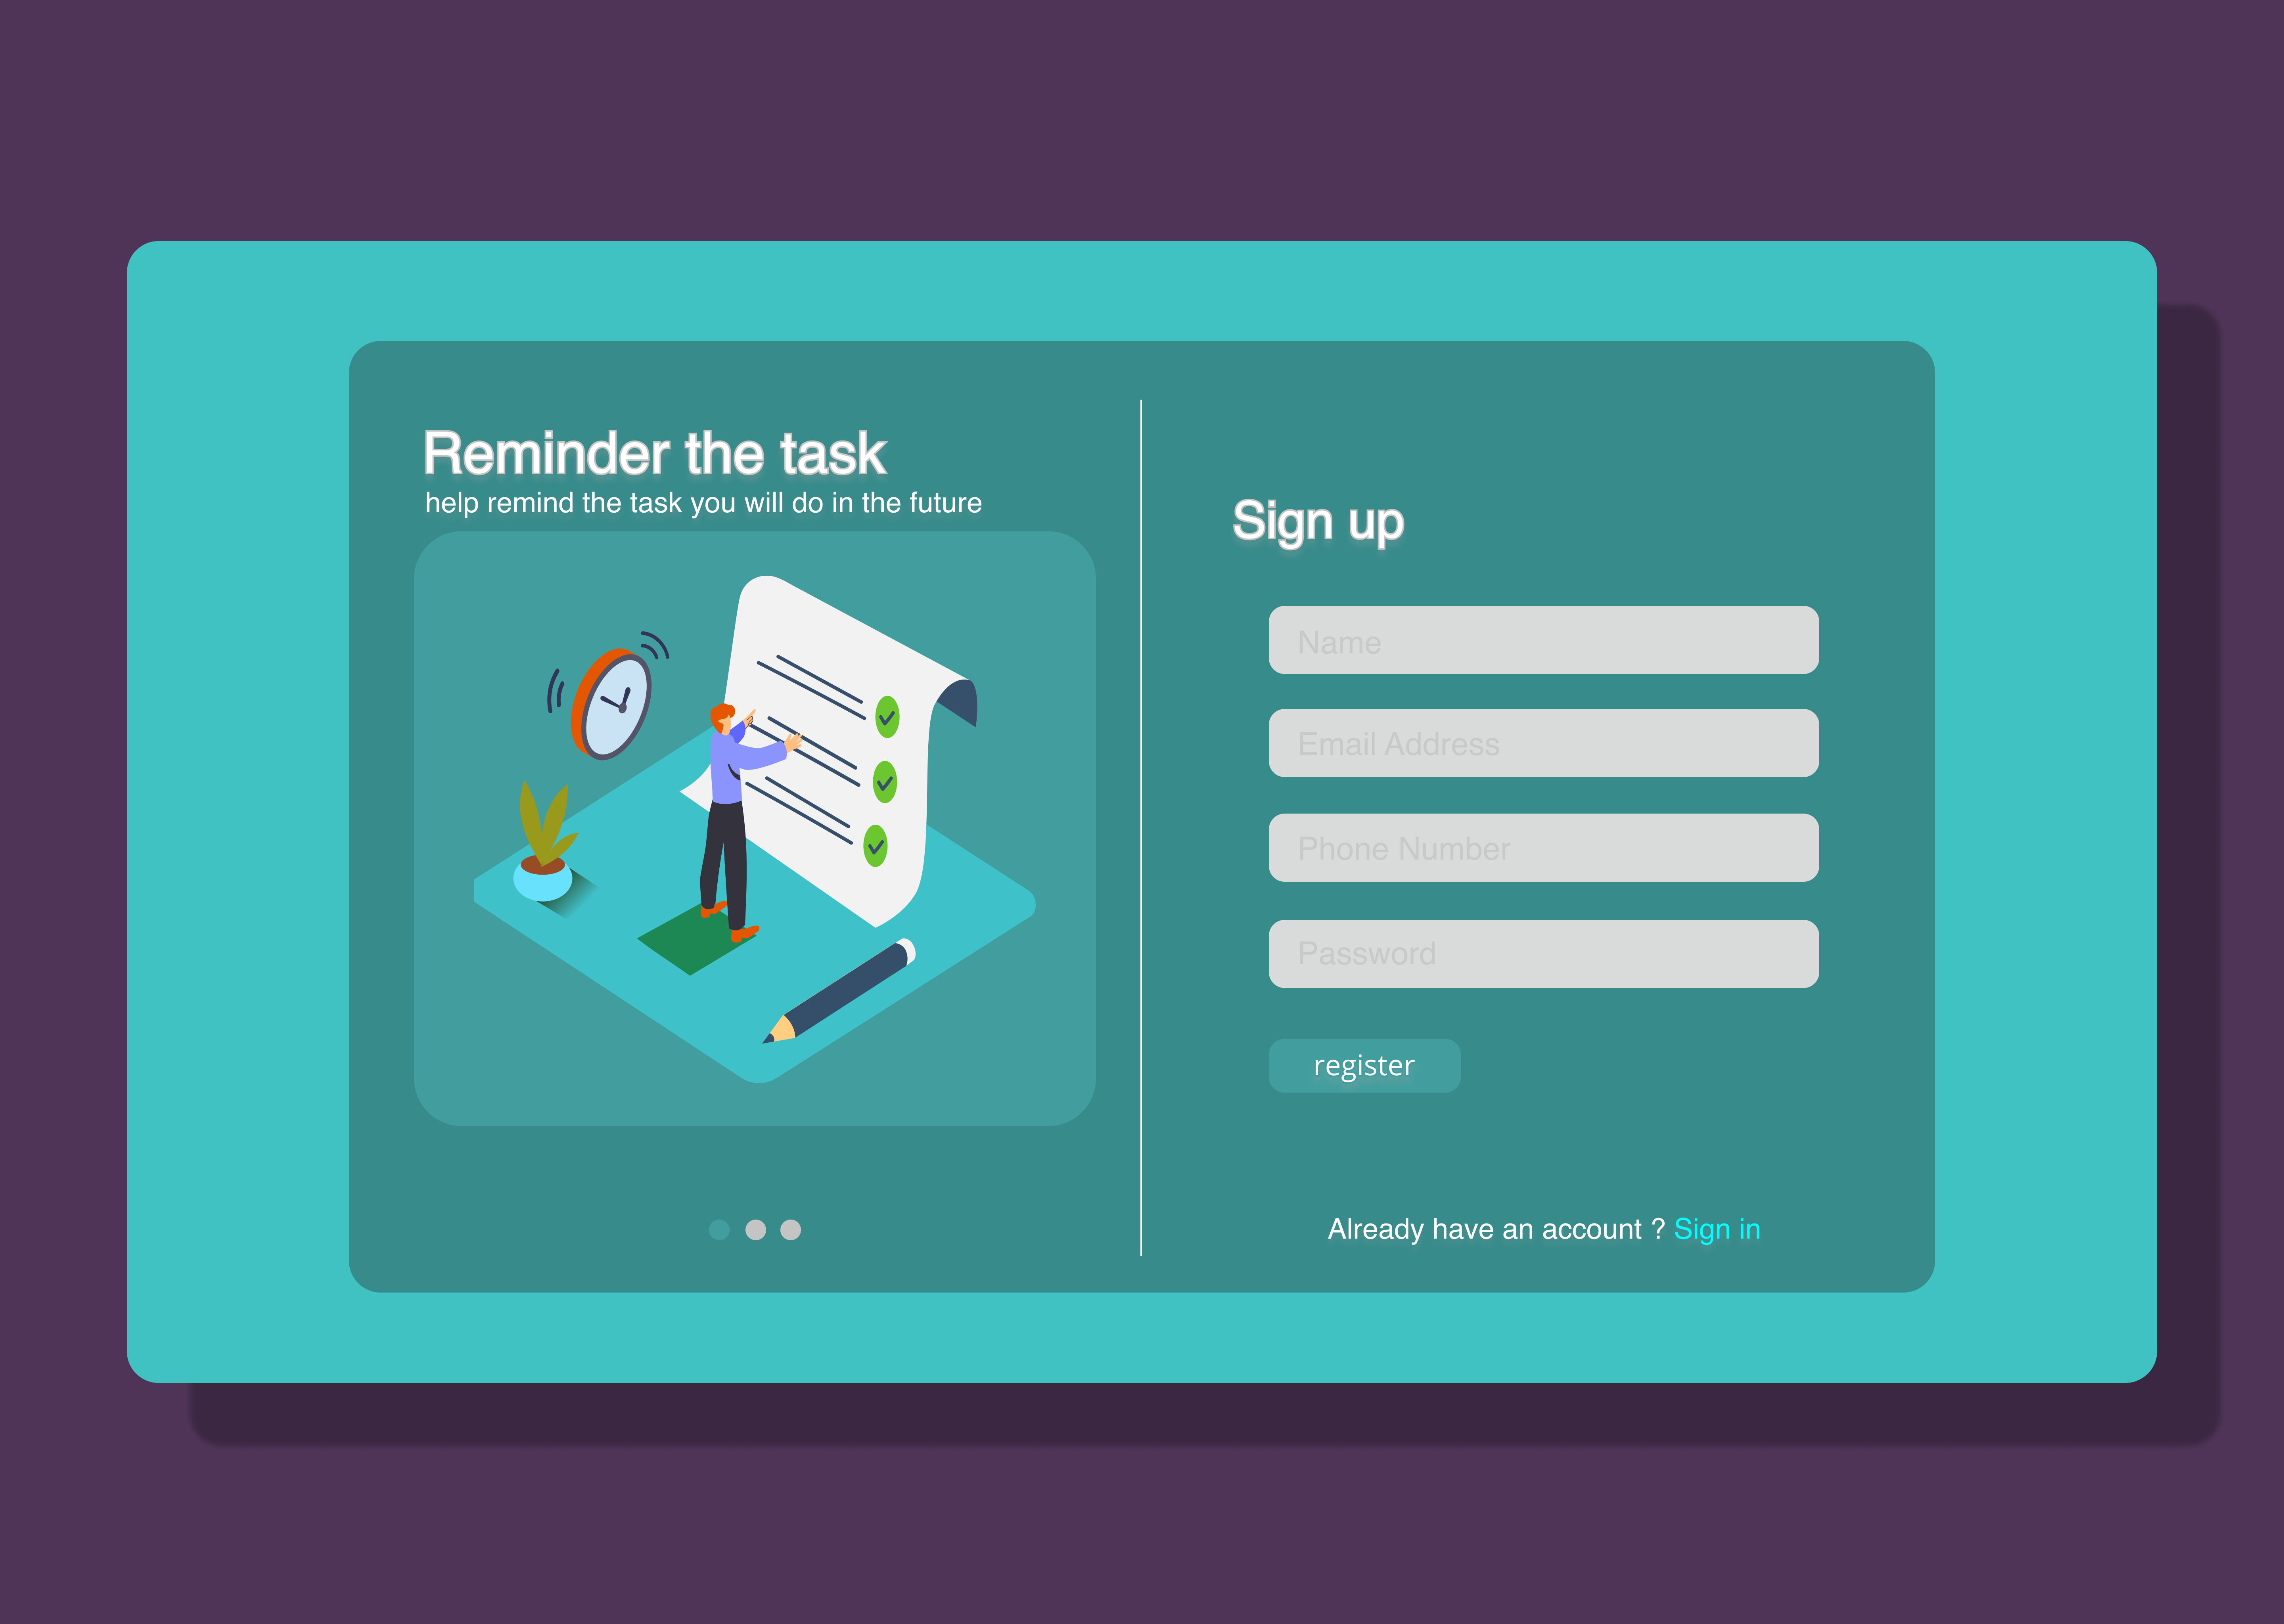 Reminder the task
help remind the task you will do in the future
Sign up
Name
Email Address
Phone Number
Password
register
Already have an account ? Sign in